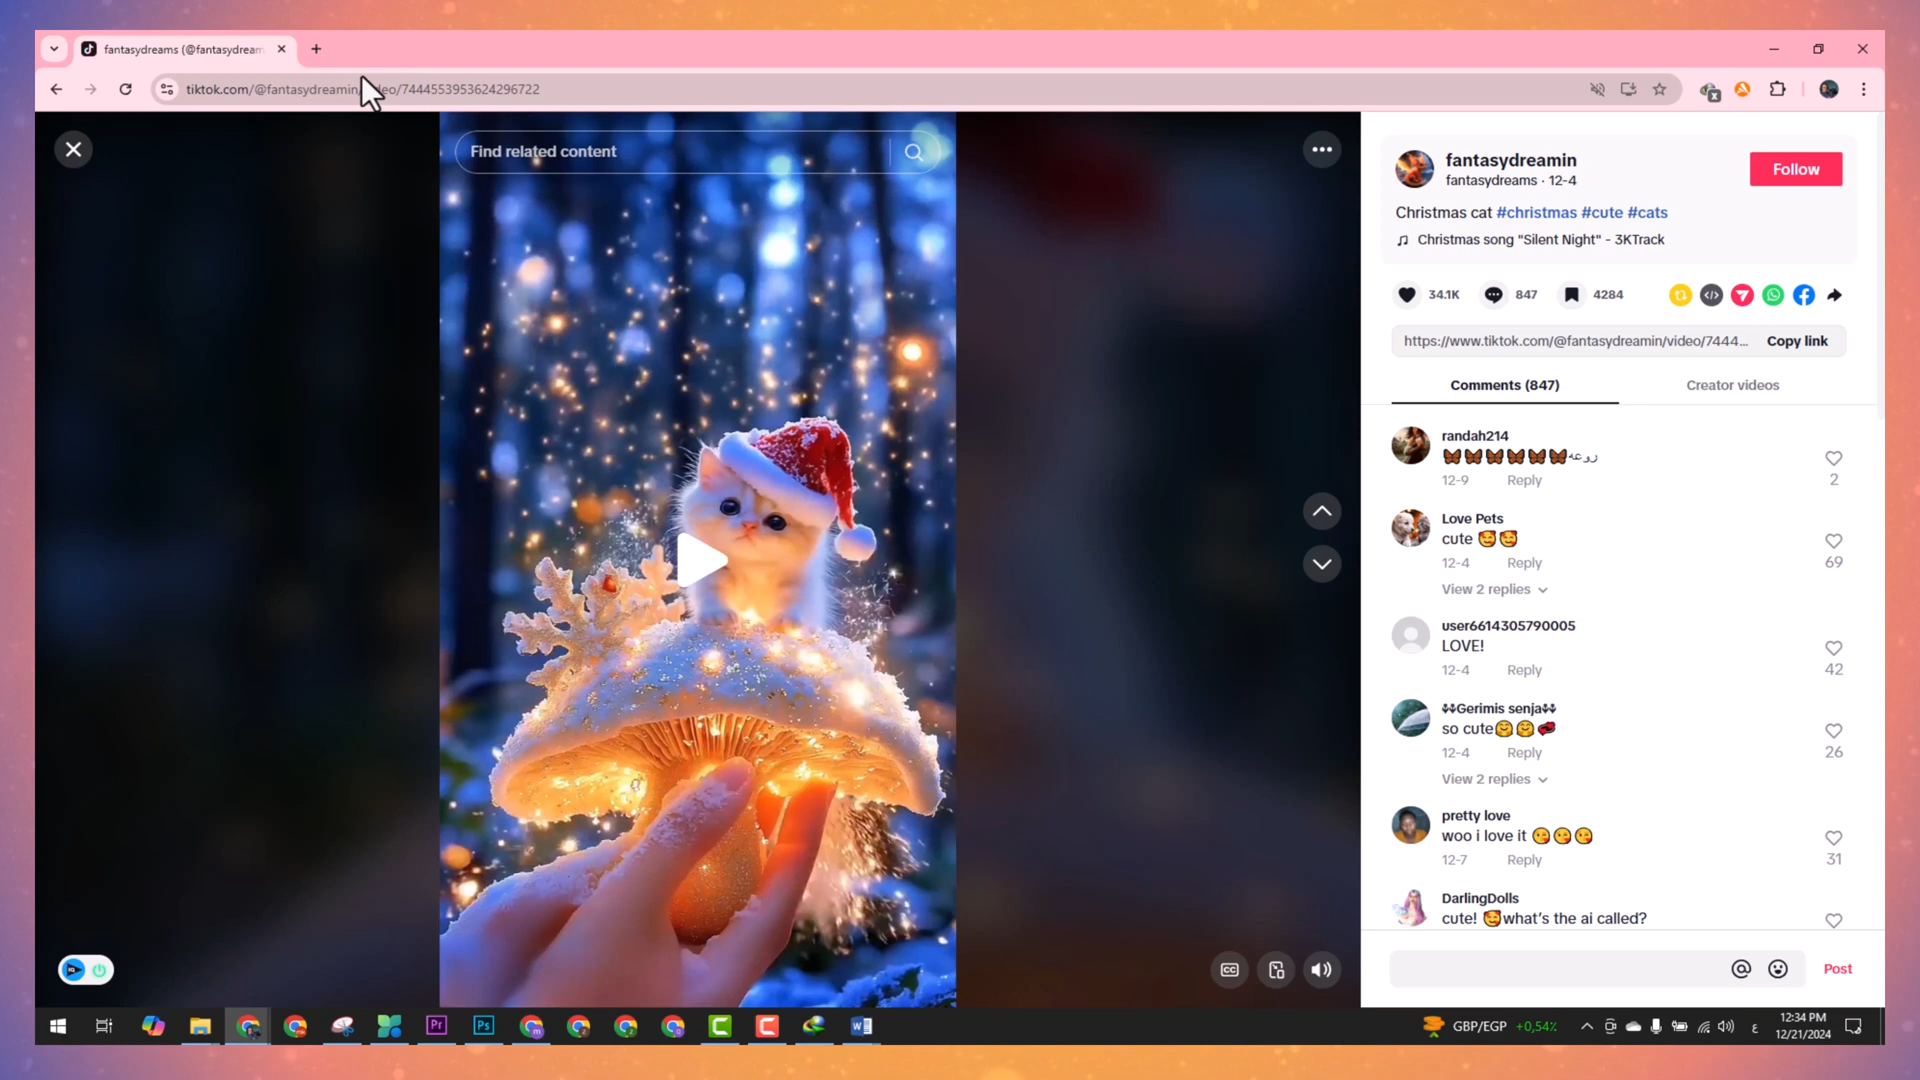 fantasydreams (@fantasydream
tiktok.com/@fantasydreamin/video/7444553953624296722
Find related content
fantasydreamin
fantasydreams · 12-4
Follow
Christmas cat #christmas #cute #cats
Christmas song "Silent Night" - 3KTrack
34.1K
847
4284
https://www.tiktok.com/@fantasydreamin/video/7444...
Copy link
Comments (847)
Creator videos
randah214
🦋🦋🦋🦋🦋🦋روعه
12-9 Reply
2
Love Pets
cute 🥰🥰
12-4 Reply
69
View 2 replies
user6614305790005
LOVE!
12-4 Reply
42
⚶⚶Gerimis senja⚶⚶
so cute🤗🤗💞
12-4 Reply
26
View 2 replies
pretty love
woo i love it 😘😘😘
12-7 Reply
31
DarlingDolls
cute! 🥰what's the ai called?
CC
Post
Pr
Ps
GBP/EGP +0,54%
ع
12:34 PM
12/21/2024